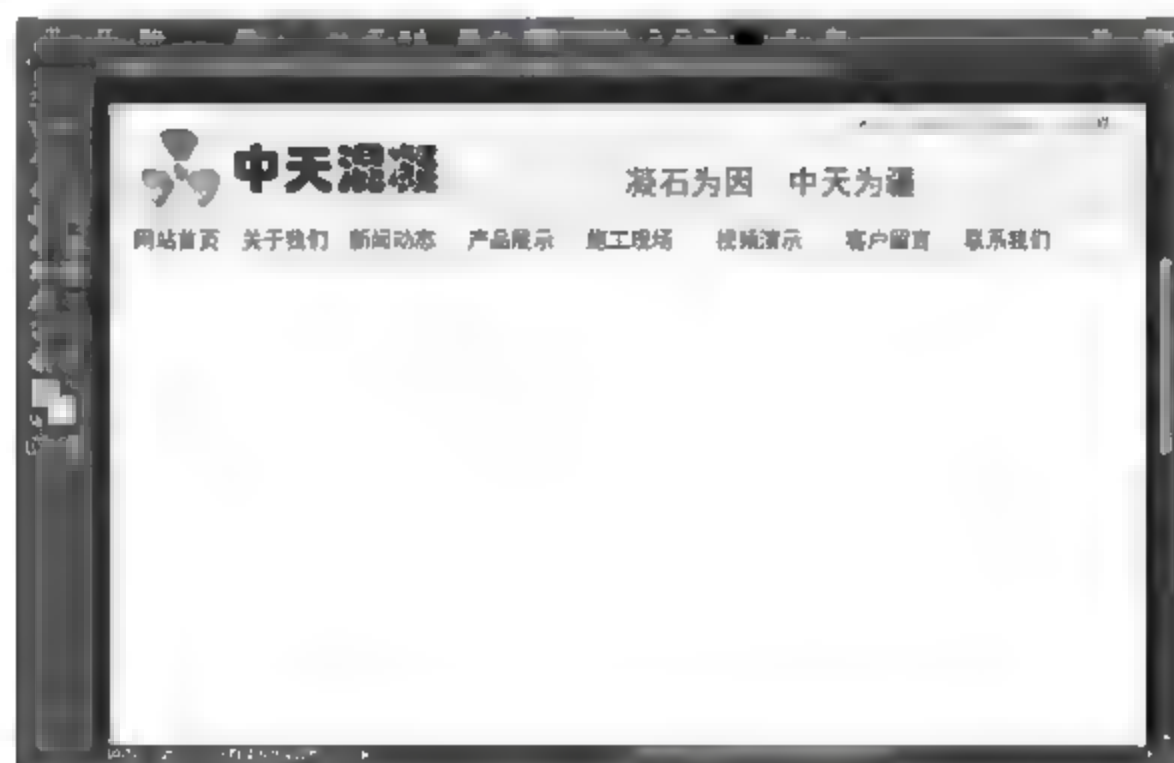 中天混凝
凝石为因 中天为疆
网站首页 关于我们 新闻动态 产品展示 施工现场 视频演示 客户留言 联系我们